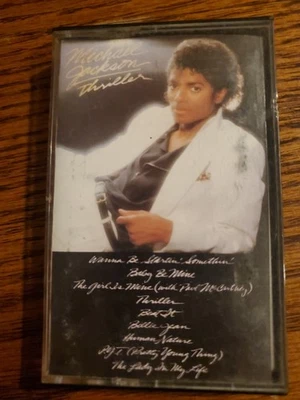 Michael
Jackson
Thriller
Wanna Be Startin' Somethin'
Baby Be Mine
The Girl Is Mine (with Paul McCartney)
Thriller
Beat It
Billie Jean
Human Nature
P.Y.T. (Pretty Young Thing)
The Lady In My Life